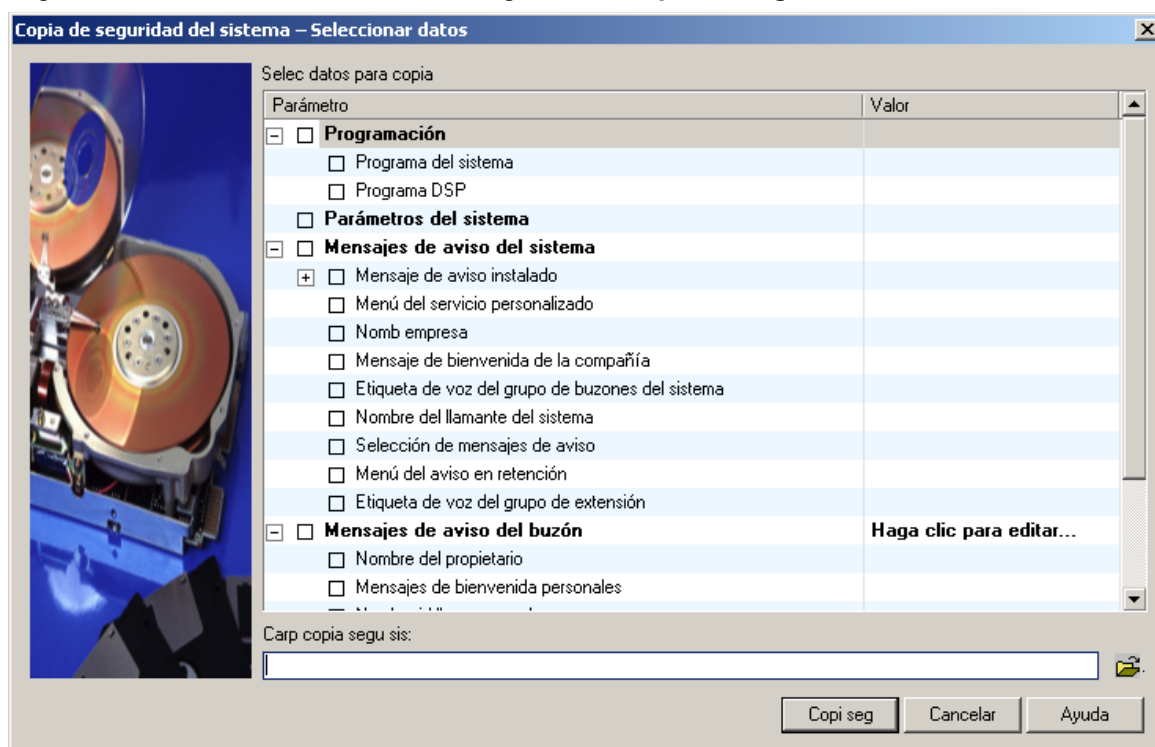 Copia de seguridad del sistema – Seleccionar datos
Selec datos para copia
Parámetro Valor
Programación
Programa del sistema
Programa DSP
Parámetros del sistema
Mensajes de aviso del sistema
Mensaje de aviso instalado
Menú del servicio personalizado
Nomb empresa
Mensaje de bienvenida de la compañía
Etiqueta de voz del grupo de buzones del sistema
Nombre del llamante del sistema
Selección de mensajes de aviso
Menú del aviso en retención
Etiqueta de voz del grupo de extensión
Mensajes de aviso del buzón Haga clic para editar...
Nombre del propietario
Mensajes de bienvenida personales
Carp copia segu sis:
Copi seg Cancelar Ayuda